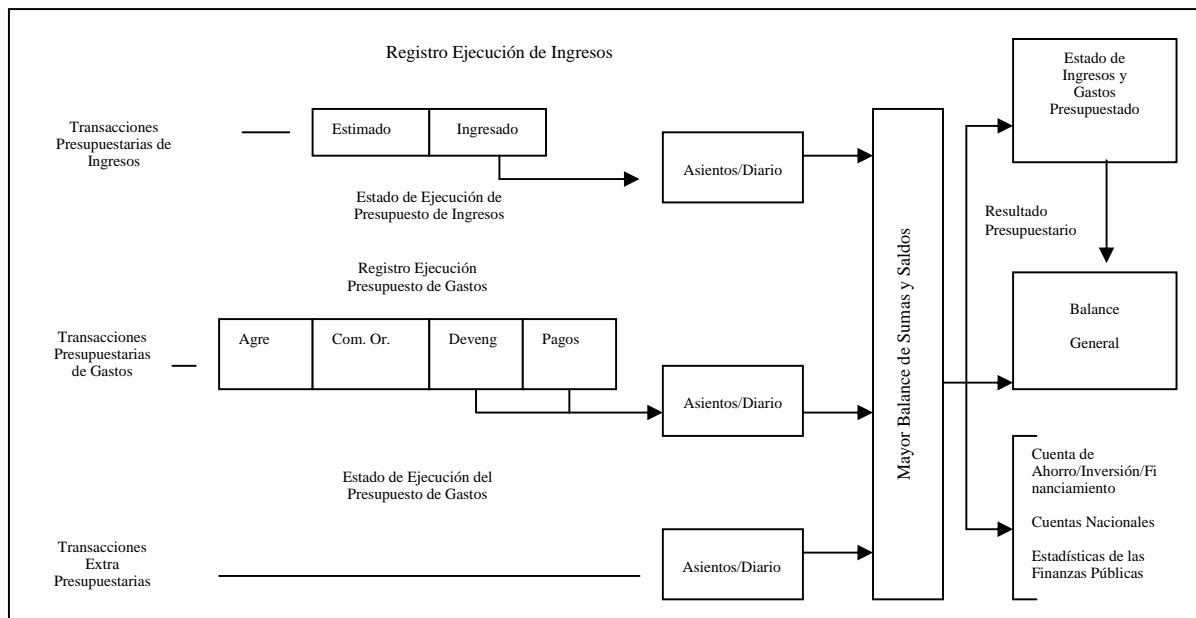 Registro Ejecución de Ingresos
Transacciones
Presupuestarias de
Ingresos
Estimado
Ingresado
Asientos/Diario
Estado de Ejecución de
Presupuesto de Ingresos
Registro Ejecución
Presupuesto de Gastos
Transacciones
Presupuestarias
de Gastos
Agre
Com. Or.
Deveng
Pagos
Asientos/Diario
Estado de Ejecución del
Presupuesto de Gastos
Transacciones
Extra
Presupuestarias
Asientos/Diario
Mayor Balance de Sumas y Saldos
Estado de
Ingresos y
Gastos
Presupuestado
Resultado
Presupuestario
Balance
General
Cuenta de
Ahorro/Inversión/Fi
nanciamiento
Cuentas Nacionales
Estadísticas de las
Finanzas Públicas